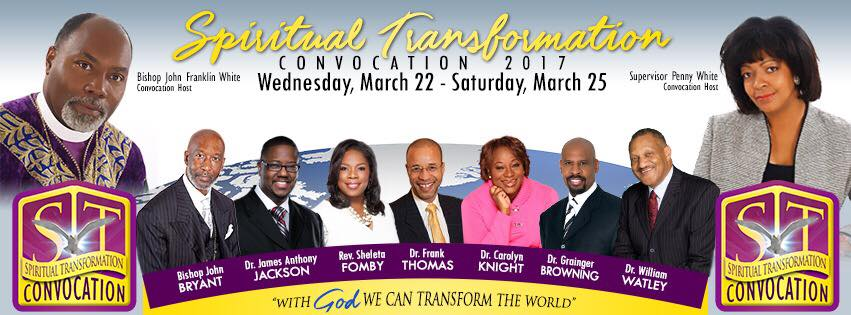 Spiritual Transformation
CONVOCATION 2017
Wednesday, March 22 - Saturday, March 25
Bishop John Franklin White
Convocation Host
Supervisor Penny White
Convocation Host
ST
SPIRITUAL TRANSFORMATION
CONVOCATION
Bishop John
BRYANT
Dr. James Anthony
JACKSON
Rev. Sheleta
FOMBY
Dr. Frank
THOMAS
Dr. Carolyn
KNIGHT
Dr. Grainger
BROWNING
Dr. William
WATLEY
ST
SPIRITUAL TRANSFORMATION
CONVOCATION
"WITH God WE CAN TRANSFORM THE WORLD"